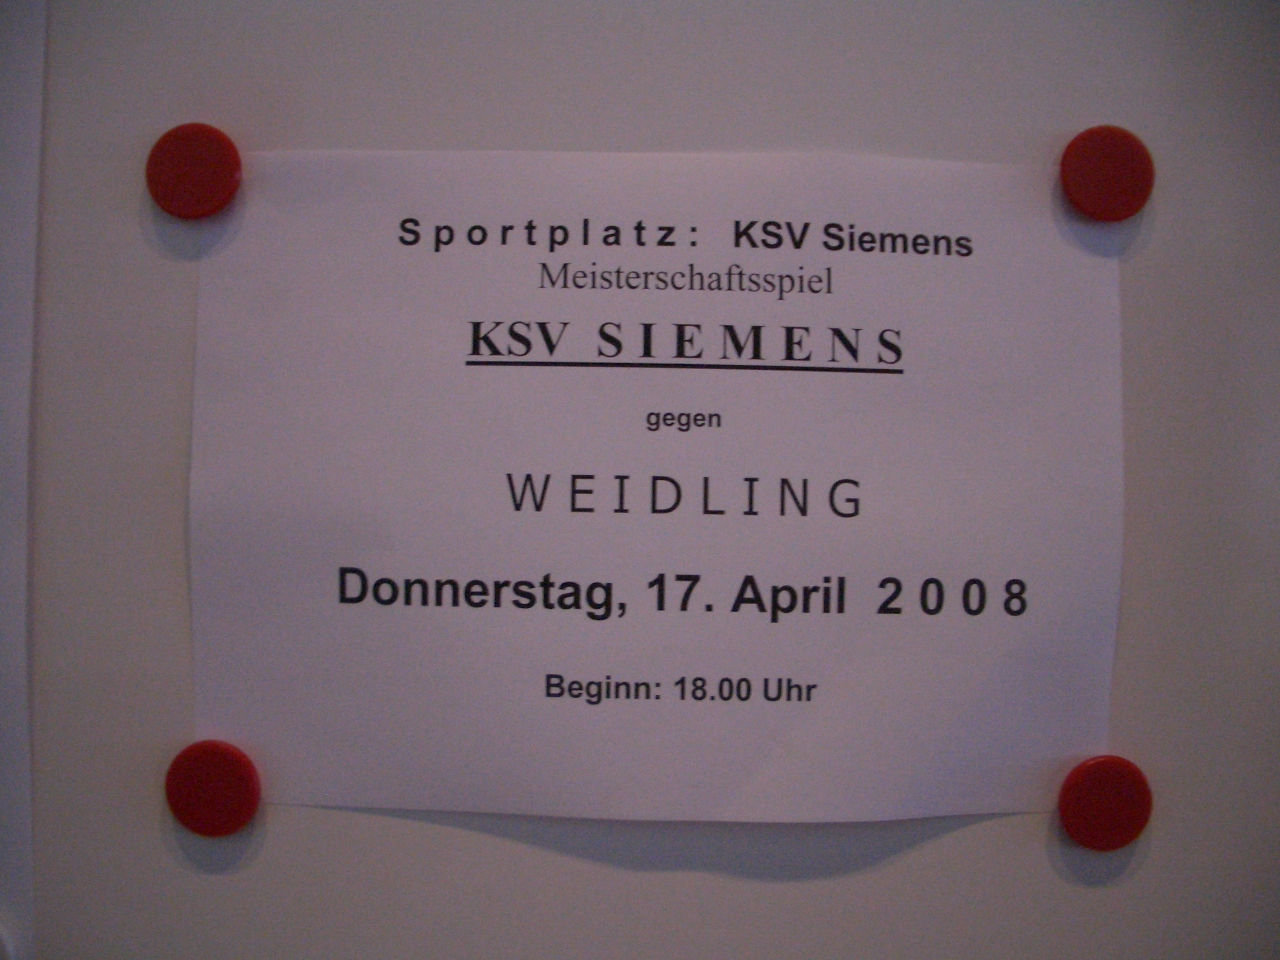 Sportplatz: KSV Siemens
Meisterschaftsspiel
KSV SIEMENS
gegen
WEIDLING
Donnerstag, 17. April 2008
Beginn: 18.00 Uhr